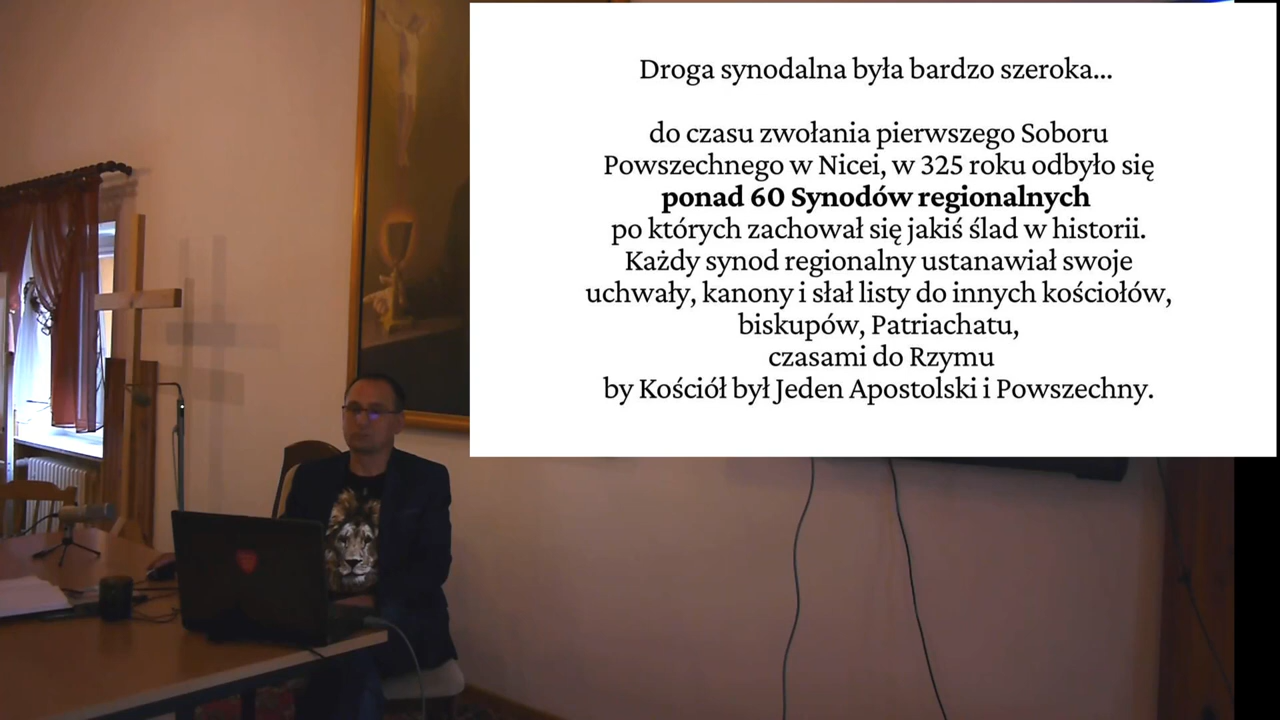 Droga synodalna była bardzo szeroka...
do czasu zwołania pierwszego Soboru
Powszechnego w Nicei, w 325 roku odbyło się
ponad 60 Synodów regionalnych
po których zachował się jakiś ślad w historii.
Każdy synod regionalny ustanawiał swoje
uchwały, kanony i słał listy do innych kościołów,
biskupów, Patriachatu,
czasami do Rzymu
by Kościół był Jeden Apostolski i Powszechny.